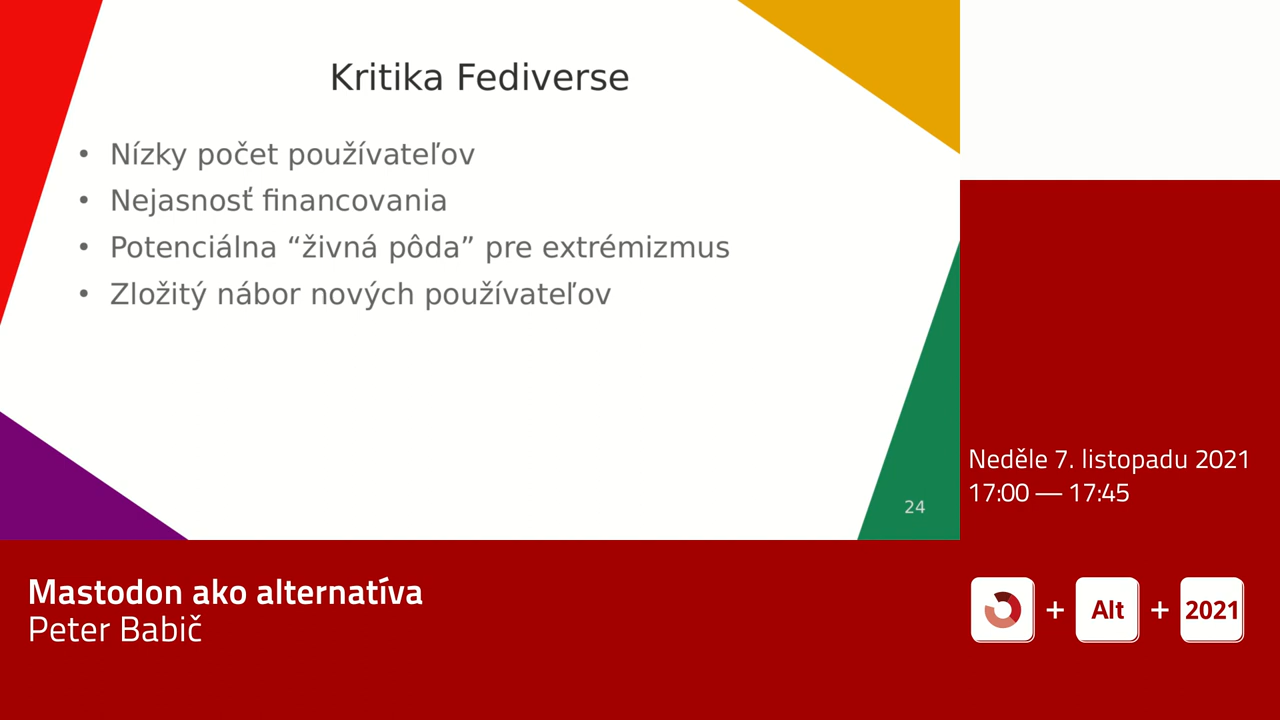 Kritika Fediverse
• Nízky počet používateľov
• Nejasnosť financovania
• Potenciálna “živná pôda” pre extrémizmus
• Zložitý nábor nových používateľov
24
Neděle 7. listopadu 2021
17:00 — 17:45
Mastodon ako alternatíva
Peter Babič
+ Alt + 2021